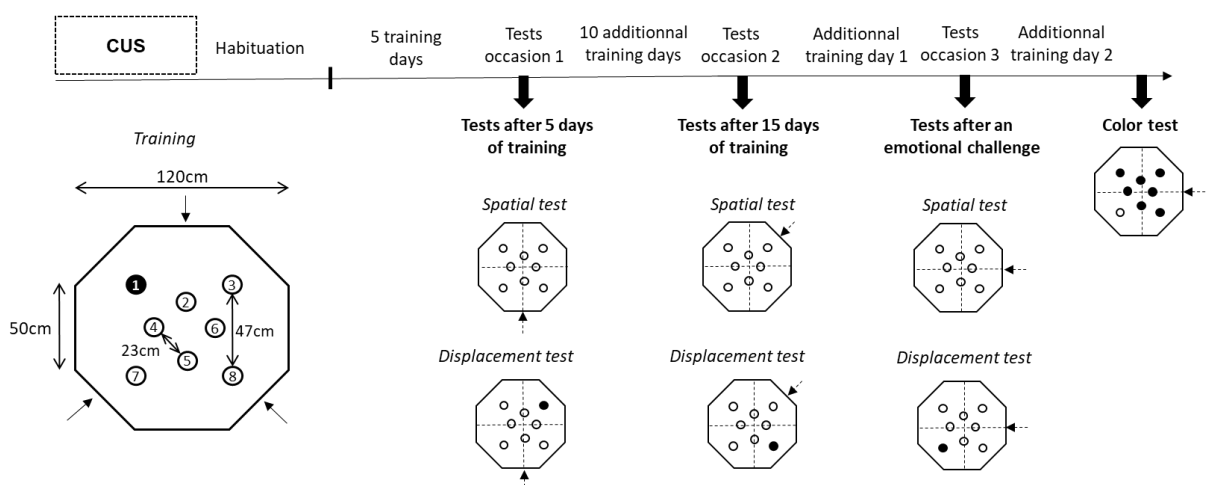 CUS
Habituation
5 training
days
Tests
occasion 1
10 additionnal
training days
Tests
occasion 2
Additionnal
training day 1
Tests
occasion 3
Additionnal
training day 2
Tests after 5 days
of training
Tests after 15 days
of training
Tests after an
emotional challenge
Color test
Training
120cm
50cm
1
3
2
4
6
47cm
23cm
5
7
8
Spatial test
Spatial test
Spatial test
Displacement test
Displacement test
Displacement test